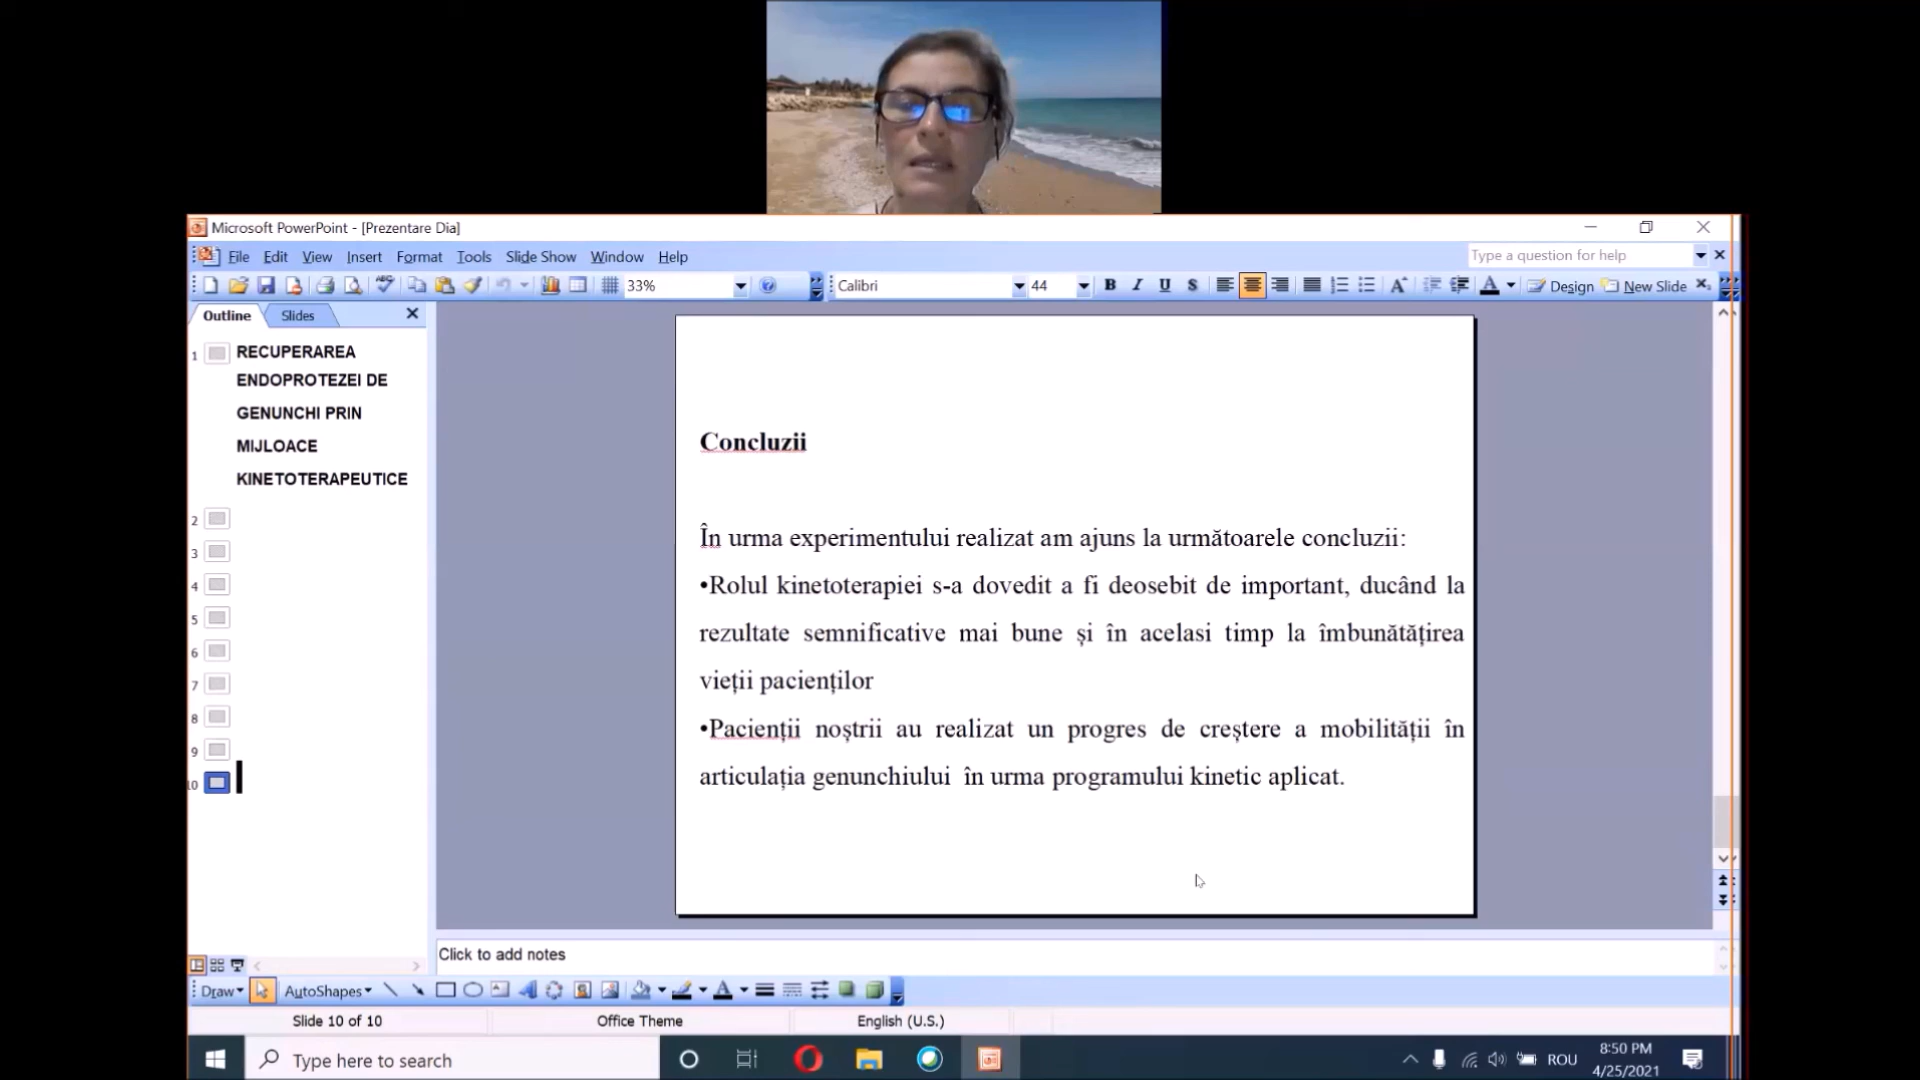 Microsoft PowerPoint - [Prezentare Dia]
File Edit View Insert Format Tools Slide Show Window Help
Type a question for help
33%
Calibri
44
B I U S
A
Design
New Slide
Outline
Slides
1
RECUPERAREA
ENDOPROTEZEI DE
GENUNCHI PRIN
MIJLOACE
KINETOTERAPEUTICE
2
3
4
5
6
7
8
9
10
Concluzii
În urma experimentului realizat am ajuns la următoarele concluzii:
•Rolul kinetoterapiei s-a dovedit a fi deosebit de important, ducând la
rezultate semnificative mai bune și în acelasi timp la îmbunătățirea
vieții pacienților
•Pacienții noștrii au realizat un progres de creștere a mobilității în
articulația genunchiului în urma programului kinetic aplicat.
Click to add notes
Draw
AutoShapes
Slide 10 of 10
Office Theme
English (U.S.)
Type here to search
ROU
8:50 PM
4/25/2021